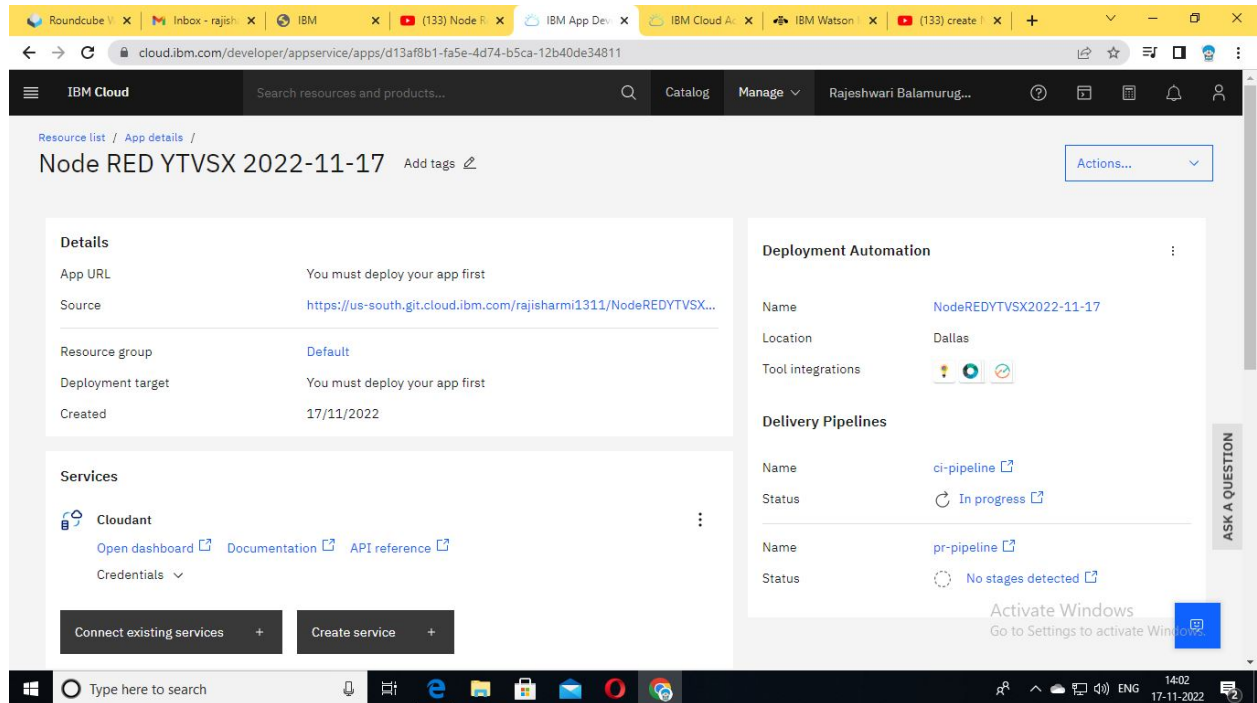 Roundcube W
Inbox - rajish
IBM
(133) Node R
IBM App Dev
IBM Cloud Ac
IBM Watson
(133) create
cloud.ibm.com/developer/appservice/apps/d13af8b1-fa5e-4d74-b5ca-12b40de34811
IBM Cloud
Search resources and products...
Catalog
Manage
Rajeshwari Balamurug...
Resource list / App details /
Node RED YTVSX 2022-11-17 Add tags
Actions...
Details
App URL You must deploy your app first
Source https://us-south.git.cloud.ibm.com/rajisharmi1311/NodeREDYTVSX...
Resource group Default
Deployment target You must deploy your app first
Created 17/11/2022
Services
Cloudant
Open dashboard Documentation API reference
Credentials
Connect existing services +
Create service +
Deployment Automation
Name NodeREDYTVSX2022-11-17
Location Dallas
Tool integrations
Delivery Pipelines
Name ci-pipeline
Status In progress
Name pr-pipeline
Status No stages detected
ASK A QUESTION
Activate Windows
Go to Settings to activate Windows.
Type here to search
ENG
14:02
17-11-2022
2